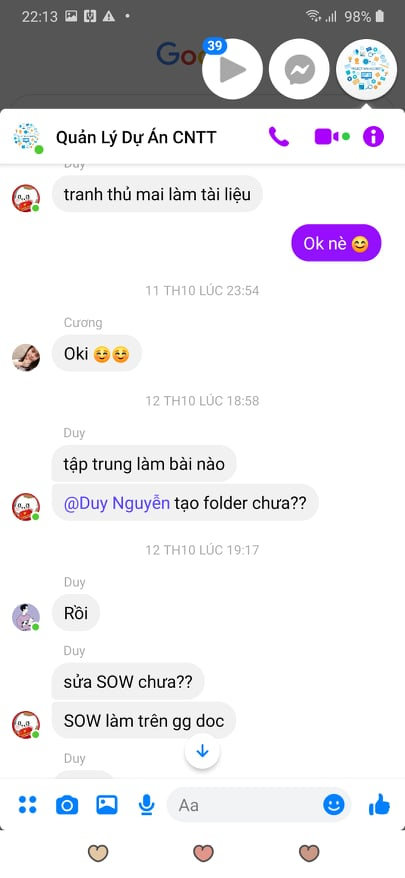 22:13
98%
Goo
39
Quản Lý Dự Án CNTT
Duy
tranh thủ mai làm tài liệu
Ok nè 😊
11 TH10 LÚC 23:54
Cương
Oki 😊😊
12 TH10 LÚC 18:58
Duy
tập trung làm bài nào
@Duy Nguyễn tạo folder chưa??
12 TH10 LÚC 19:17
Duy
Rồi
Duy
sửa SOW chưa??
SOW làm trên gg doc
Duy
Aa